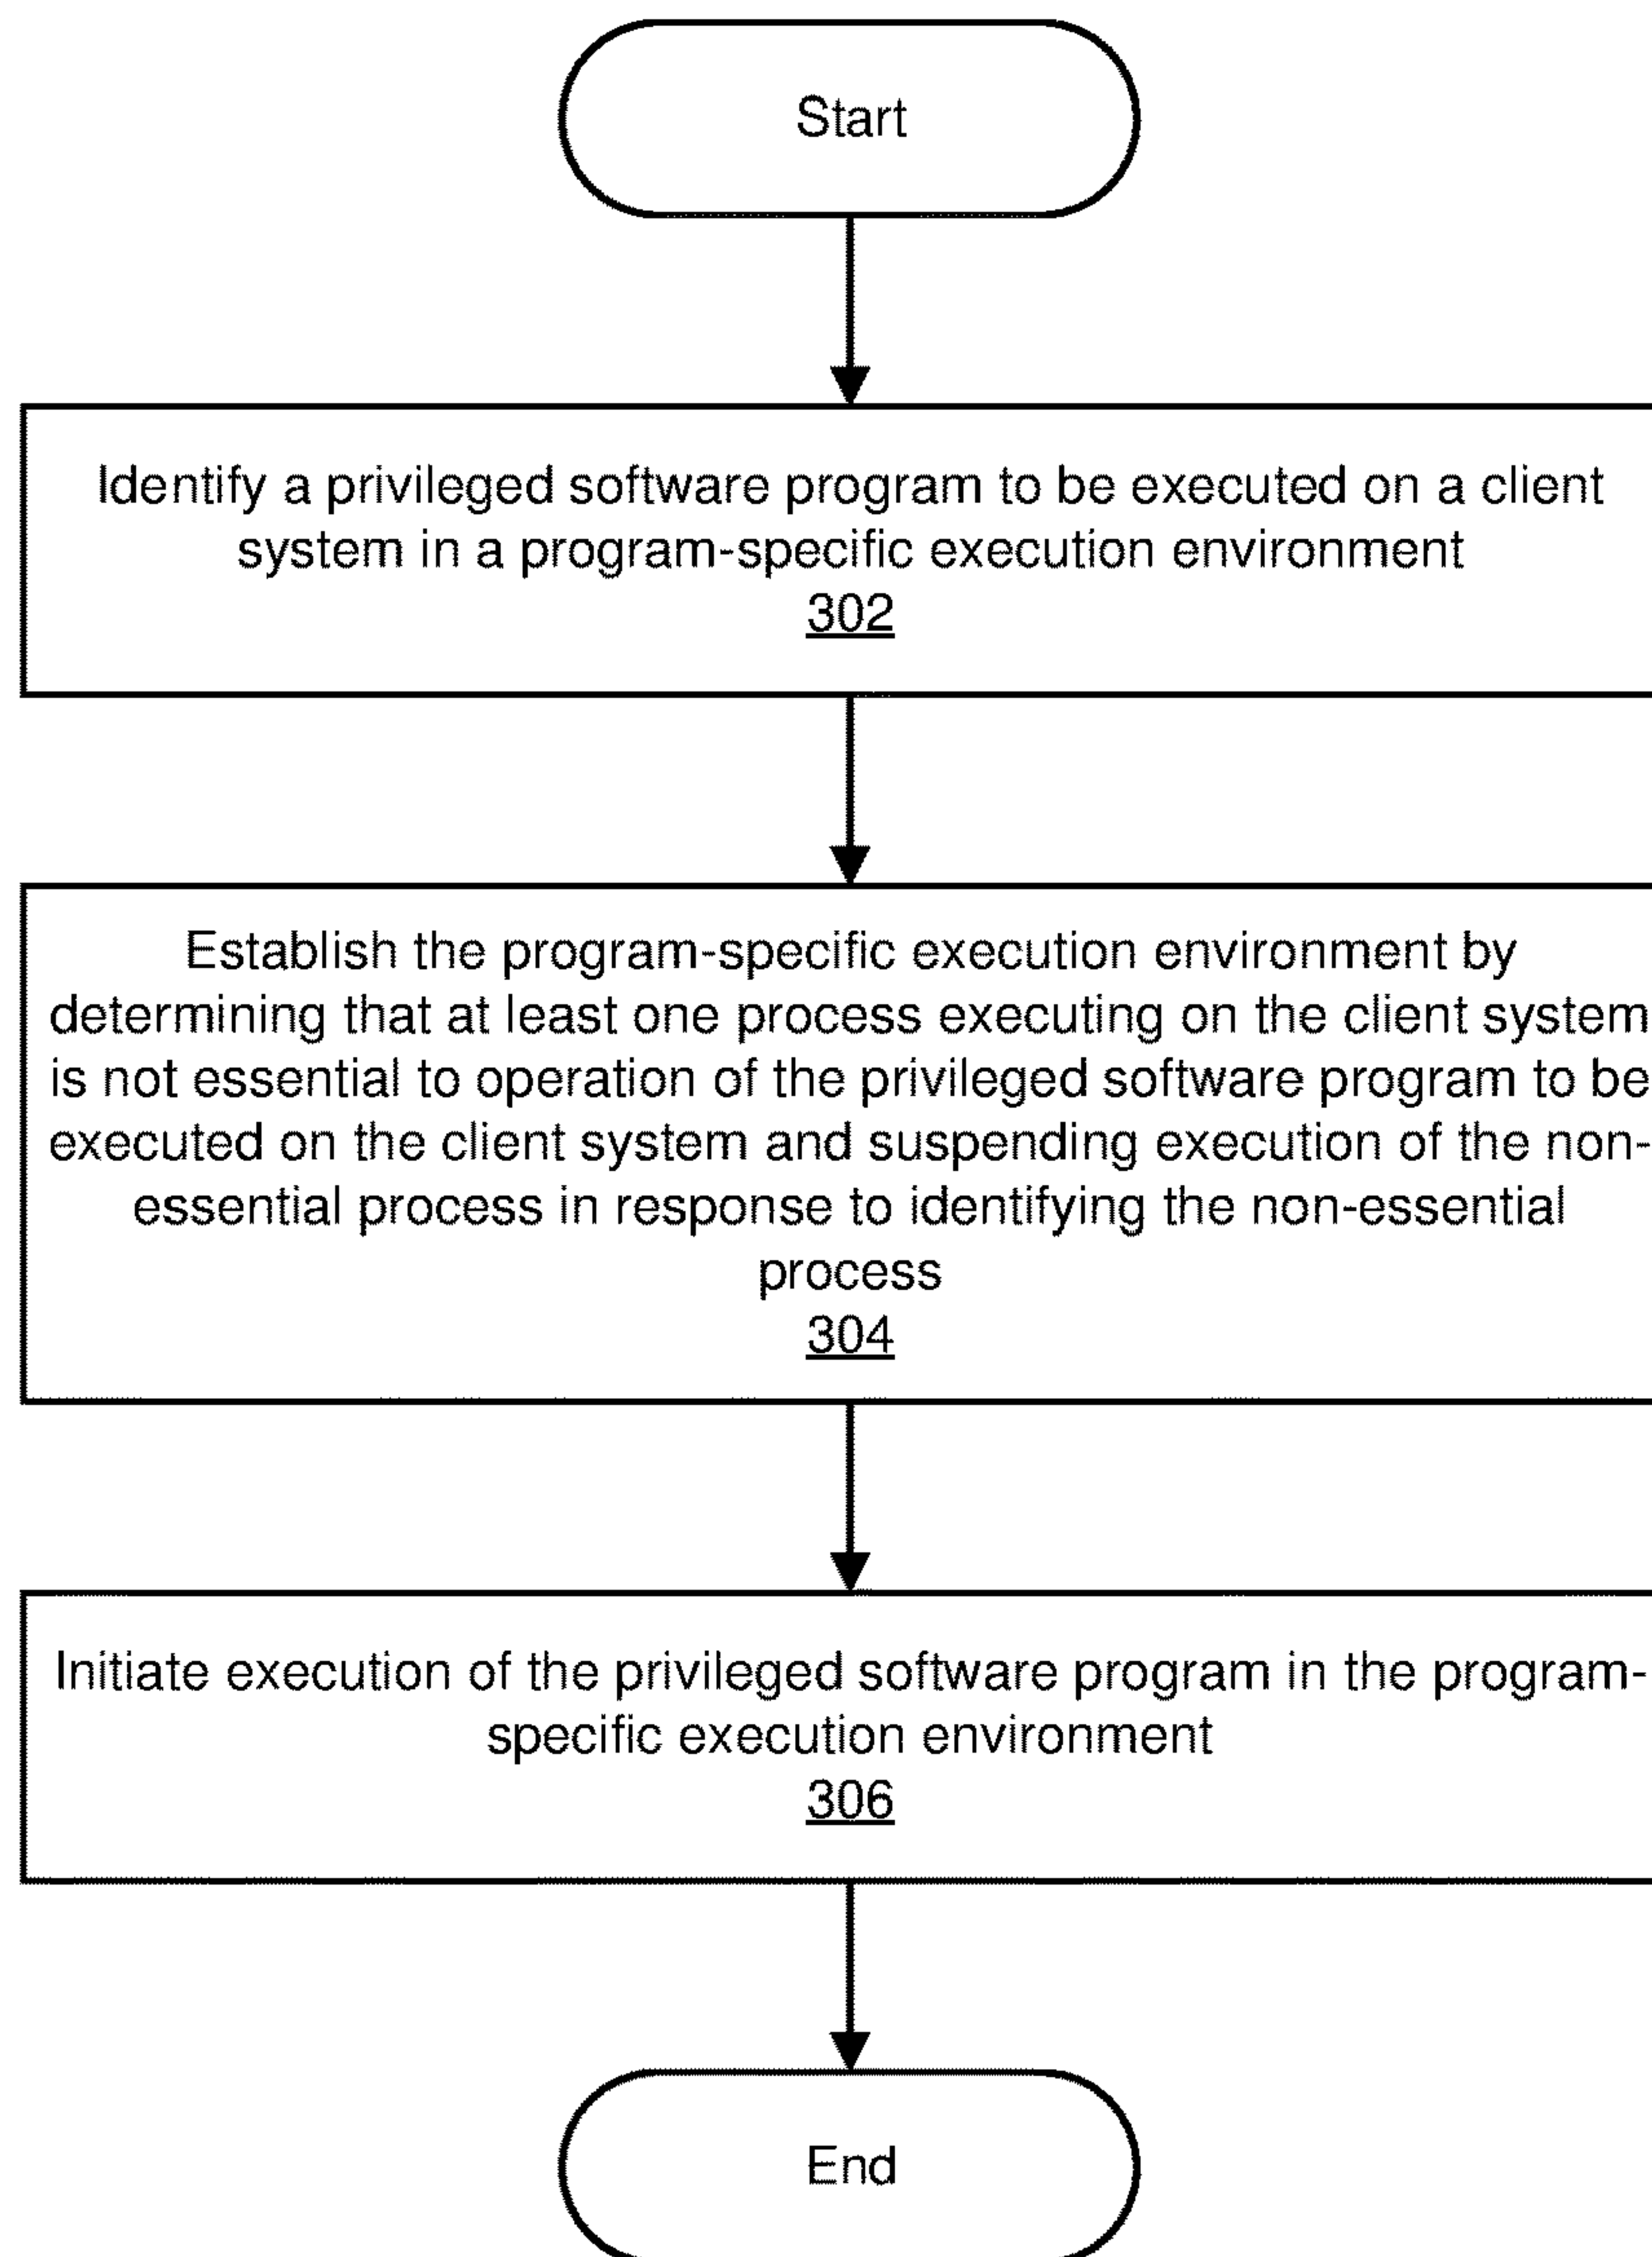 Start
Identify a privileged software program to be executed on a client
system in a program-specific execution environment
302
Establish the program-specific execution environment by
determining that at least one process executing on the client system
is not essential to operation of the privileged software program to be
executed on the client system and suspending execution of the non-
essential process in response to identifying the non-essential
process
304
Initiate execution of the privileged software program in the program-
specific execution environment
306
End